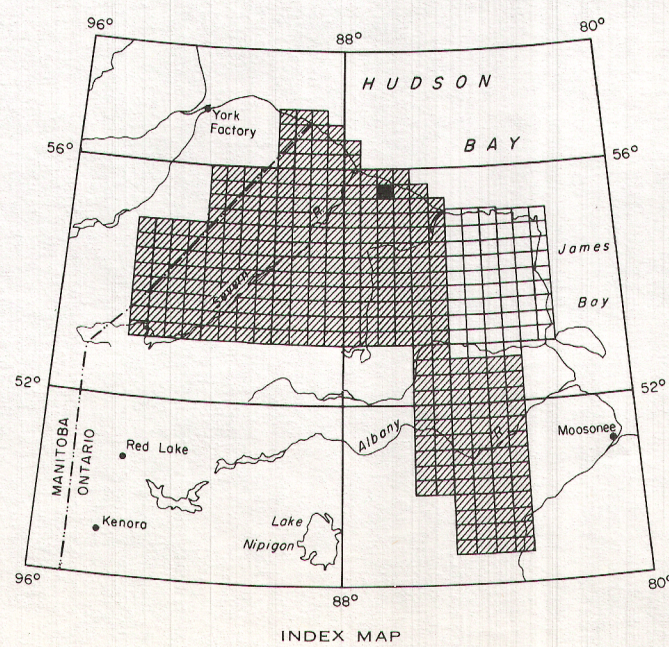 96°
88°
80°
HUDSON
York
Factory
BAY
56°
56°
R.
James
Severn
Bay
52°
52°
Albany
R.
Moosonee
MANITOBA
ONTARIO
Red Lake
Kenora
Lake
Nipigon
96°
88°
80°
INDEX MAP